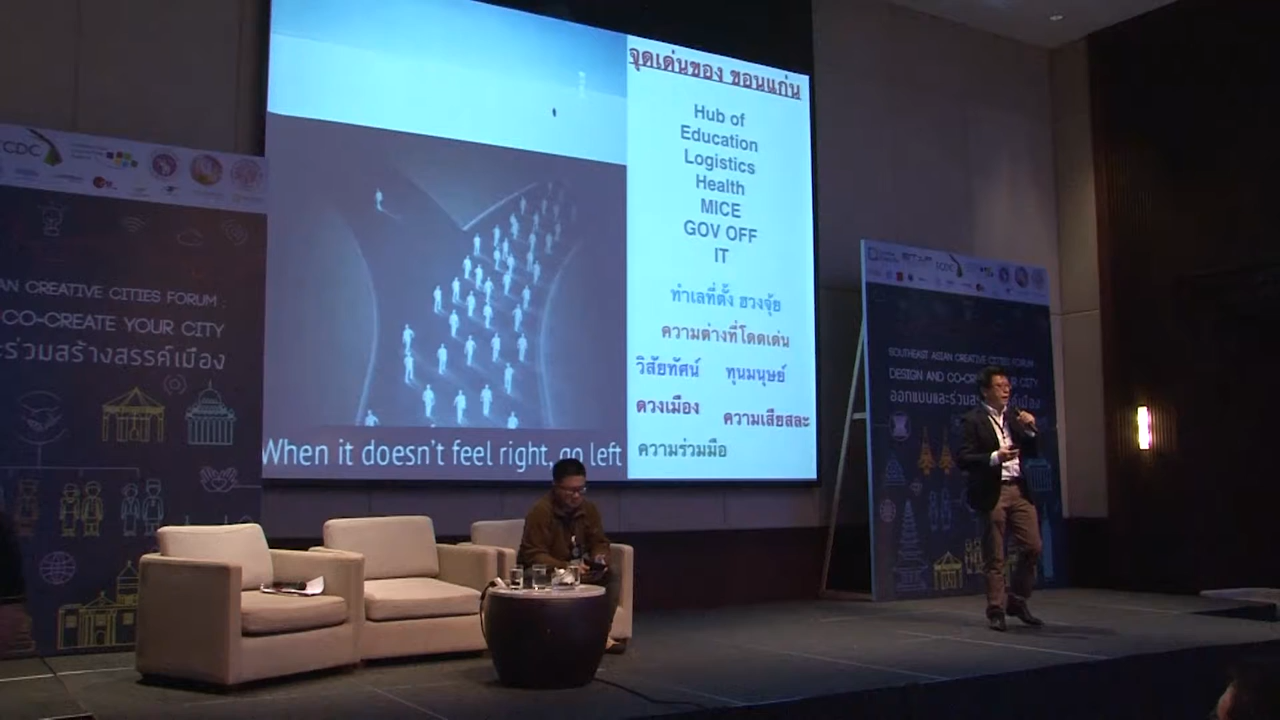 จุดเด่นของ ขอนแก่น
Hub of
Education
Logistics
Health
MICE
GOV OFF
IT
ทำเลที่ตั้ง ฮวงจุ้ย
ความต่างที่โดดเด่น
วิสัยทัศน์ ทุนมนุษย์
ดวงเมือง ความเสียสละ
ความร่วมมือ
When it doesn't feel right, go left
CDC
AN CREATIVE CITIES FORUM :
CO-CREATE YOUR CITY
ะร่วมสร้างสรรค์เมือง
TCDC
SOUTHEAST ASIAN CREATIVE CITIES FORUM
DESIGN AND CO-CR CITY
ออกแบบและร่วมส เมือง